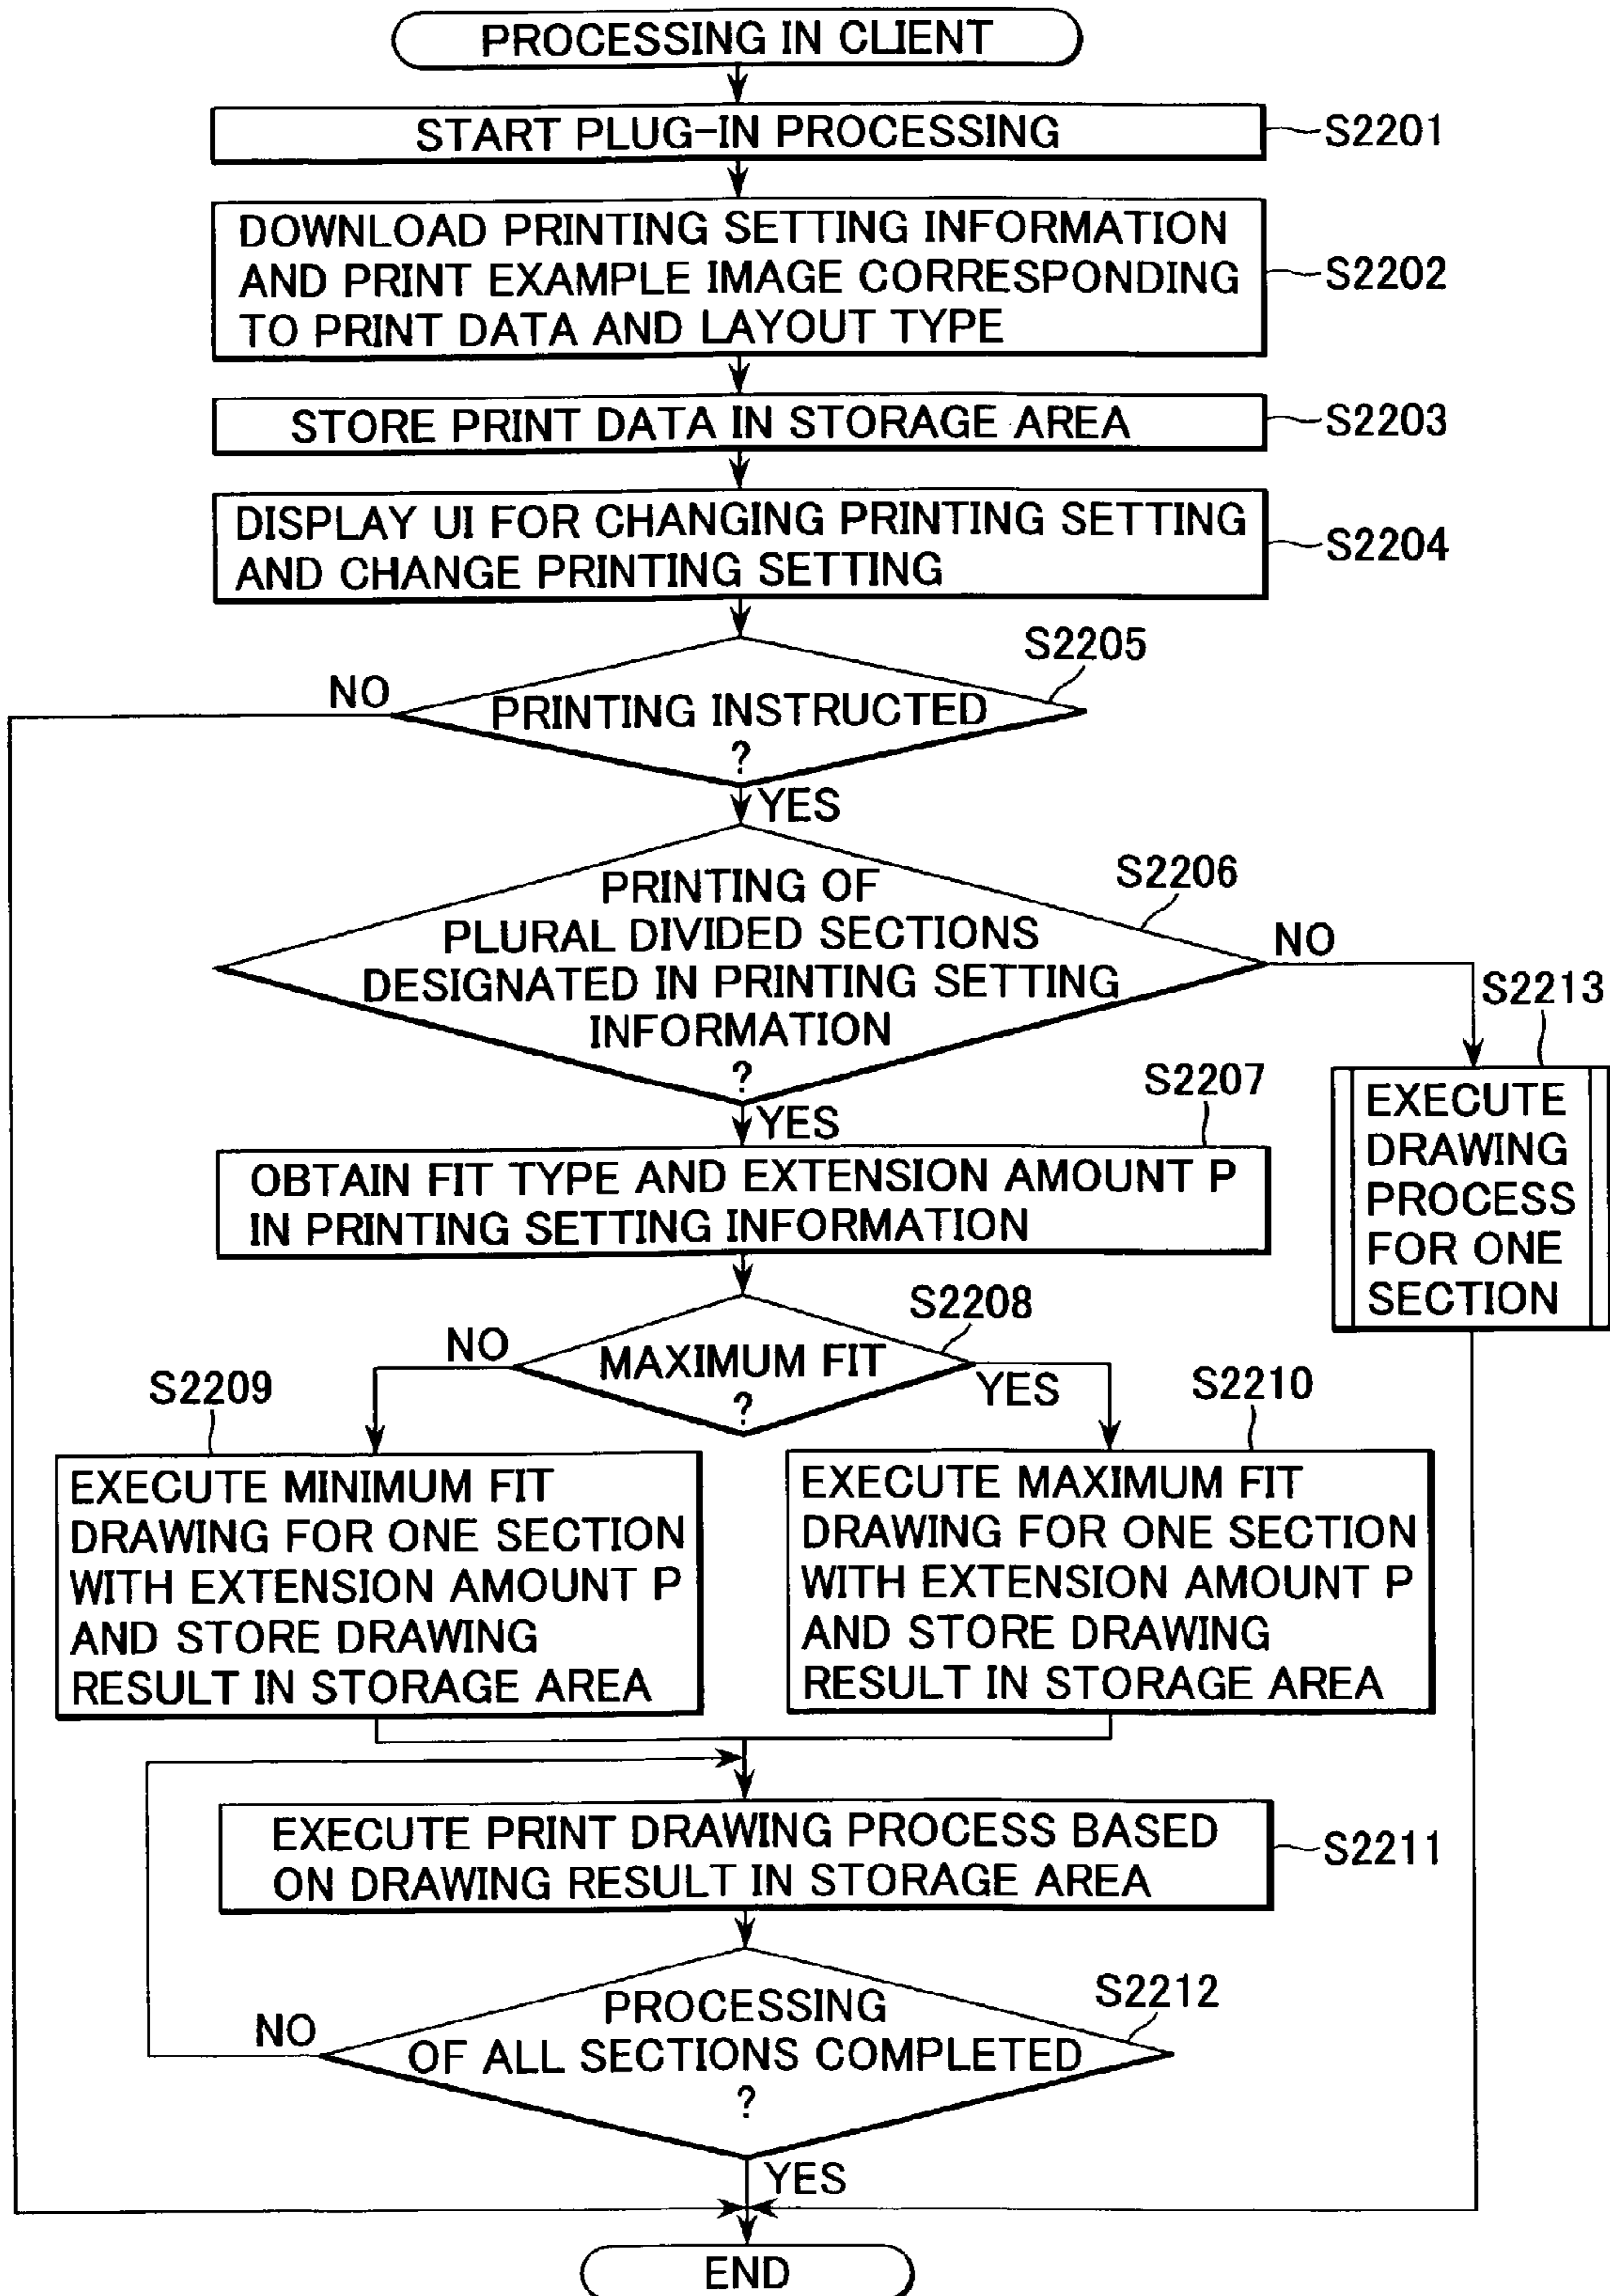 PROCESSING IN CLIENT
START PLUG-IN PROCESSING
S2201
DOWNLOAD PRINTING SETTING INFORMATION
AND PRINT EXAMPLE IMAGE CORRESPONDING
TO PRINT DATA AND LAYOUT TYPE
S2202
STORE PRINT DATA IN STORAGE AREA
S2203
DISPLAY UI FOR CHANGING PRINTING SETTING
AND CHANGE PRINTING SETTING
S2204
S2205
NO
PRINTING INSTRUCTED
?
YES
S2206
PRINTING OF
PLURAL DIVIDED SECTIONS
DESIGNATED IN PRINTING SETTING
INFORMATION
?
NO
S2213
EXECUTE
DRAWING
PROCESS
FOR ONE
SECTION
YES
S2207
OBTAIN FIT TYPE AND EXTENSION AMOUNT P
IN PRINTING SETTING INFORMATION
S2208
NO
MAXIMUM FIT
?
YES
S2209
EXECUTE MINIMUM FIT
DRAWING FOR ONE SECTION
WITH EXTENSION AMOUNT P
AND STORE DRAWING
RESULT IN STORAGE AREA
S2210
EXECUTE MAXIMUM FIT
DRAWING FOR ONE SECTION
WITH EXTENSION AMOUNT P
AND STORE DRAWING
RESULT IN STORAGE AREA
EXECUTE PRINT DRAWING PROCESS BASED
ON DRAWING RESULT IN STORAGE AREA
S2211
S2212
NO
PROCESSING
OF ALL SECTIONS COMPLETED
?
YES
END